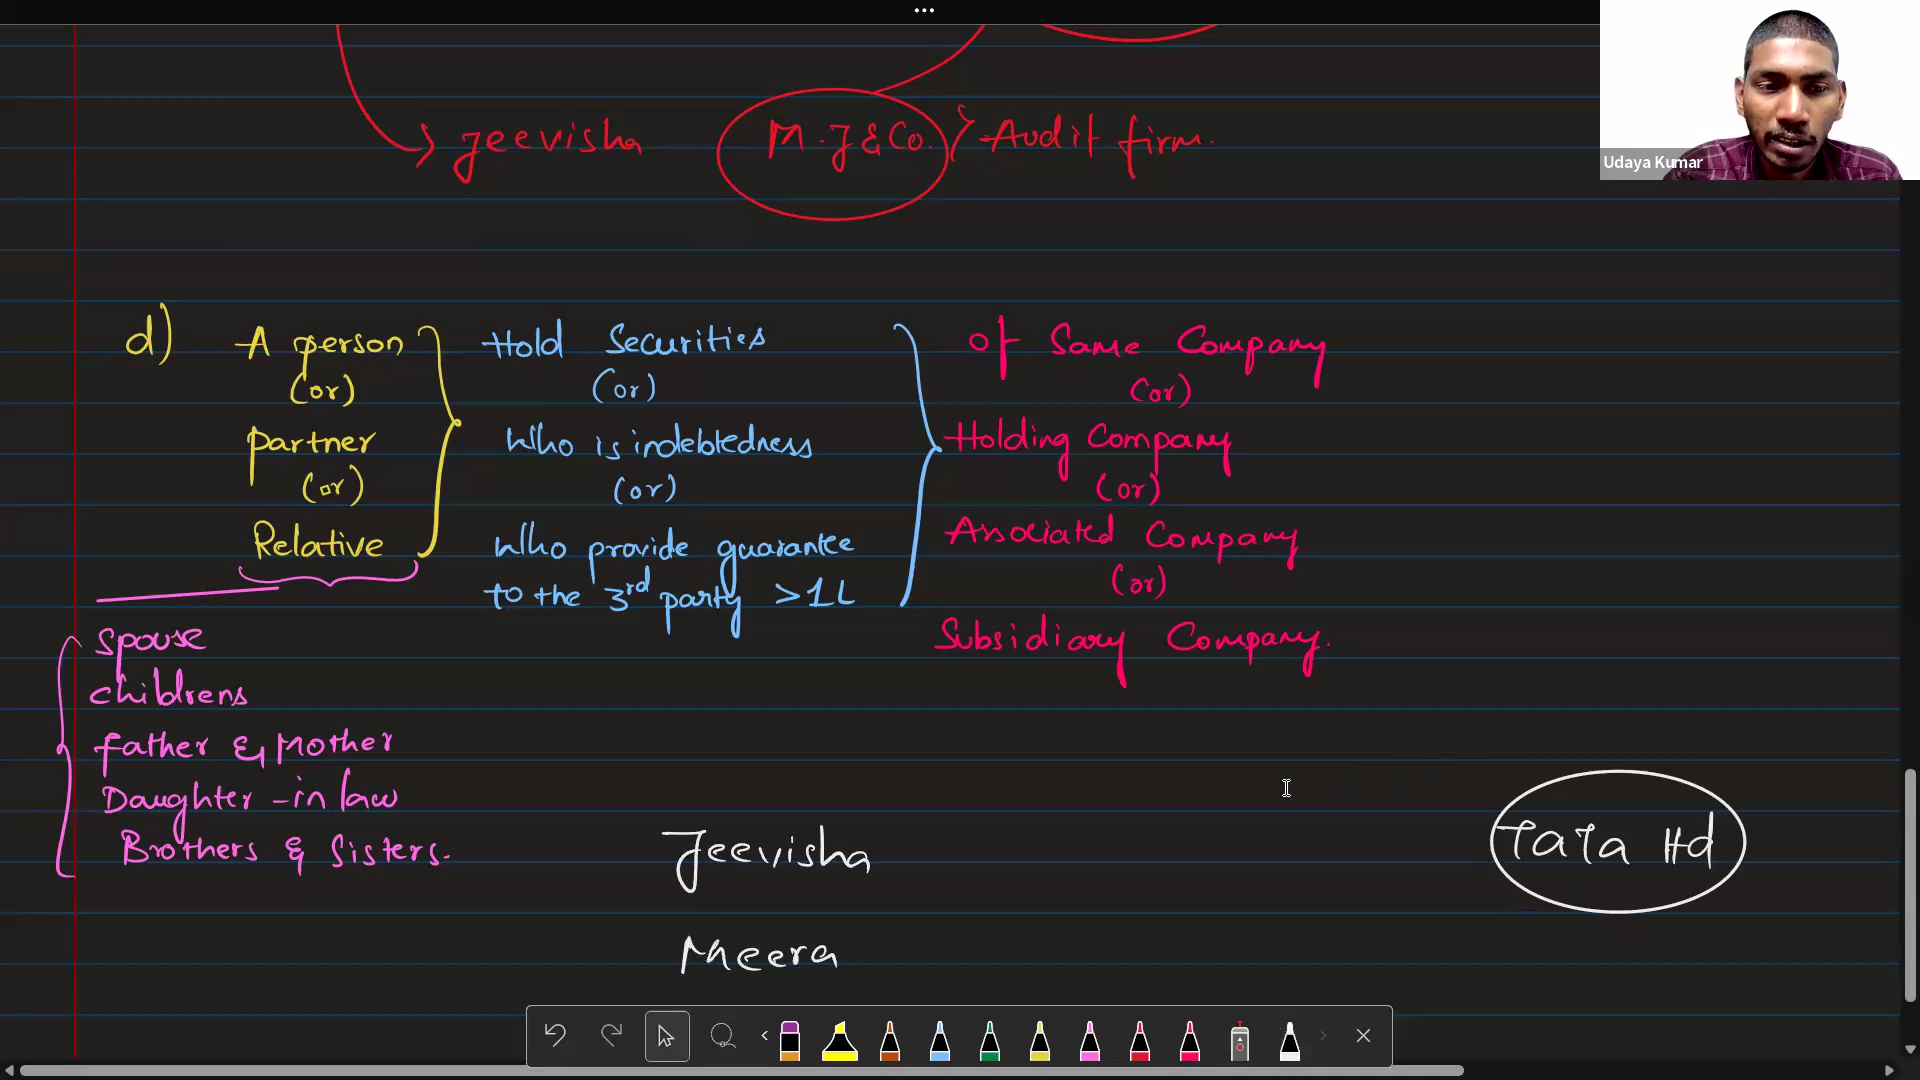 Udaya Kumar
Jeevisha M.J & Co. Audit firm.
d) A person Hold Securities of Same Company
(or) (or) (or)
partner Who is indebtedness Holding Company
(or) (or) (or)
Relative Who provide guarantee Associated Company
to the 3rd party >1L (or)
Spouse Subsidiary Company.
childrens
father & Mother
Daughter -in law
Brothers & Sisters.
Jeevisha TATA
Meera